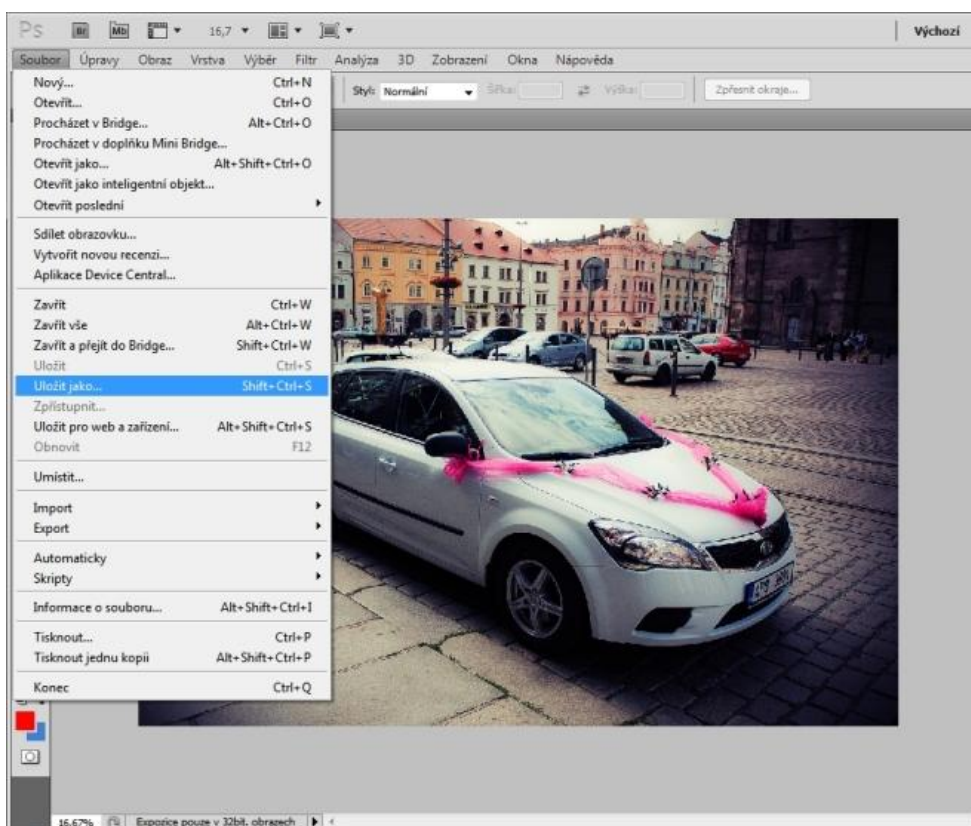 Ps Br Mb 16,7 Výchozí
Soubor Úpravy Obraz Vrstva Výběr Filtr Analýza 3D Zobrazení Okna Nápověda
Styl: Normální Šířka: Výška: Zpřesnit okraje...
Nový... Ctrl+N
Otevřít... Ctrl+O
Procházet v Bridge... Alt+Ctrl+O
Procházet v doplňku Mini Bridge...
Otevřít jako... Alt+Shift+Ctrl+O
Otevřít jako inteligentní objekt...
Otevřít poslední
Sdílet obrazovku...
Vytvořit novou recenzi...
Aplikace Device Central...
Zavřít Ctrl+W
Zavřít vše Alt+Ctrl+W
Zavřít a přejít do Bridge... Shift+Ctrl+W
Uložit Ctrl+S
Uložit jako... Shift+Ctrl+S
Zpřístupnit...
Uložit pro web a zařízení... Alt+Shift+Ctrl+S
Obnovit F12
Umístit...
Import
Export
Automaticky
Skripty
Informace o souboru... Alt+Shift+Ctrl+I
Tisknout... Ctrl+P
Tisknout jednu kopii Alt+Shift+Ctrl+P
Konec Ctrl+Q
16,67% Expozice pouze v 32bit. obrazech